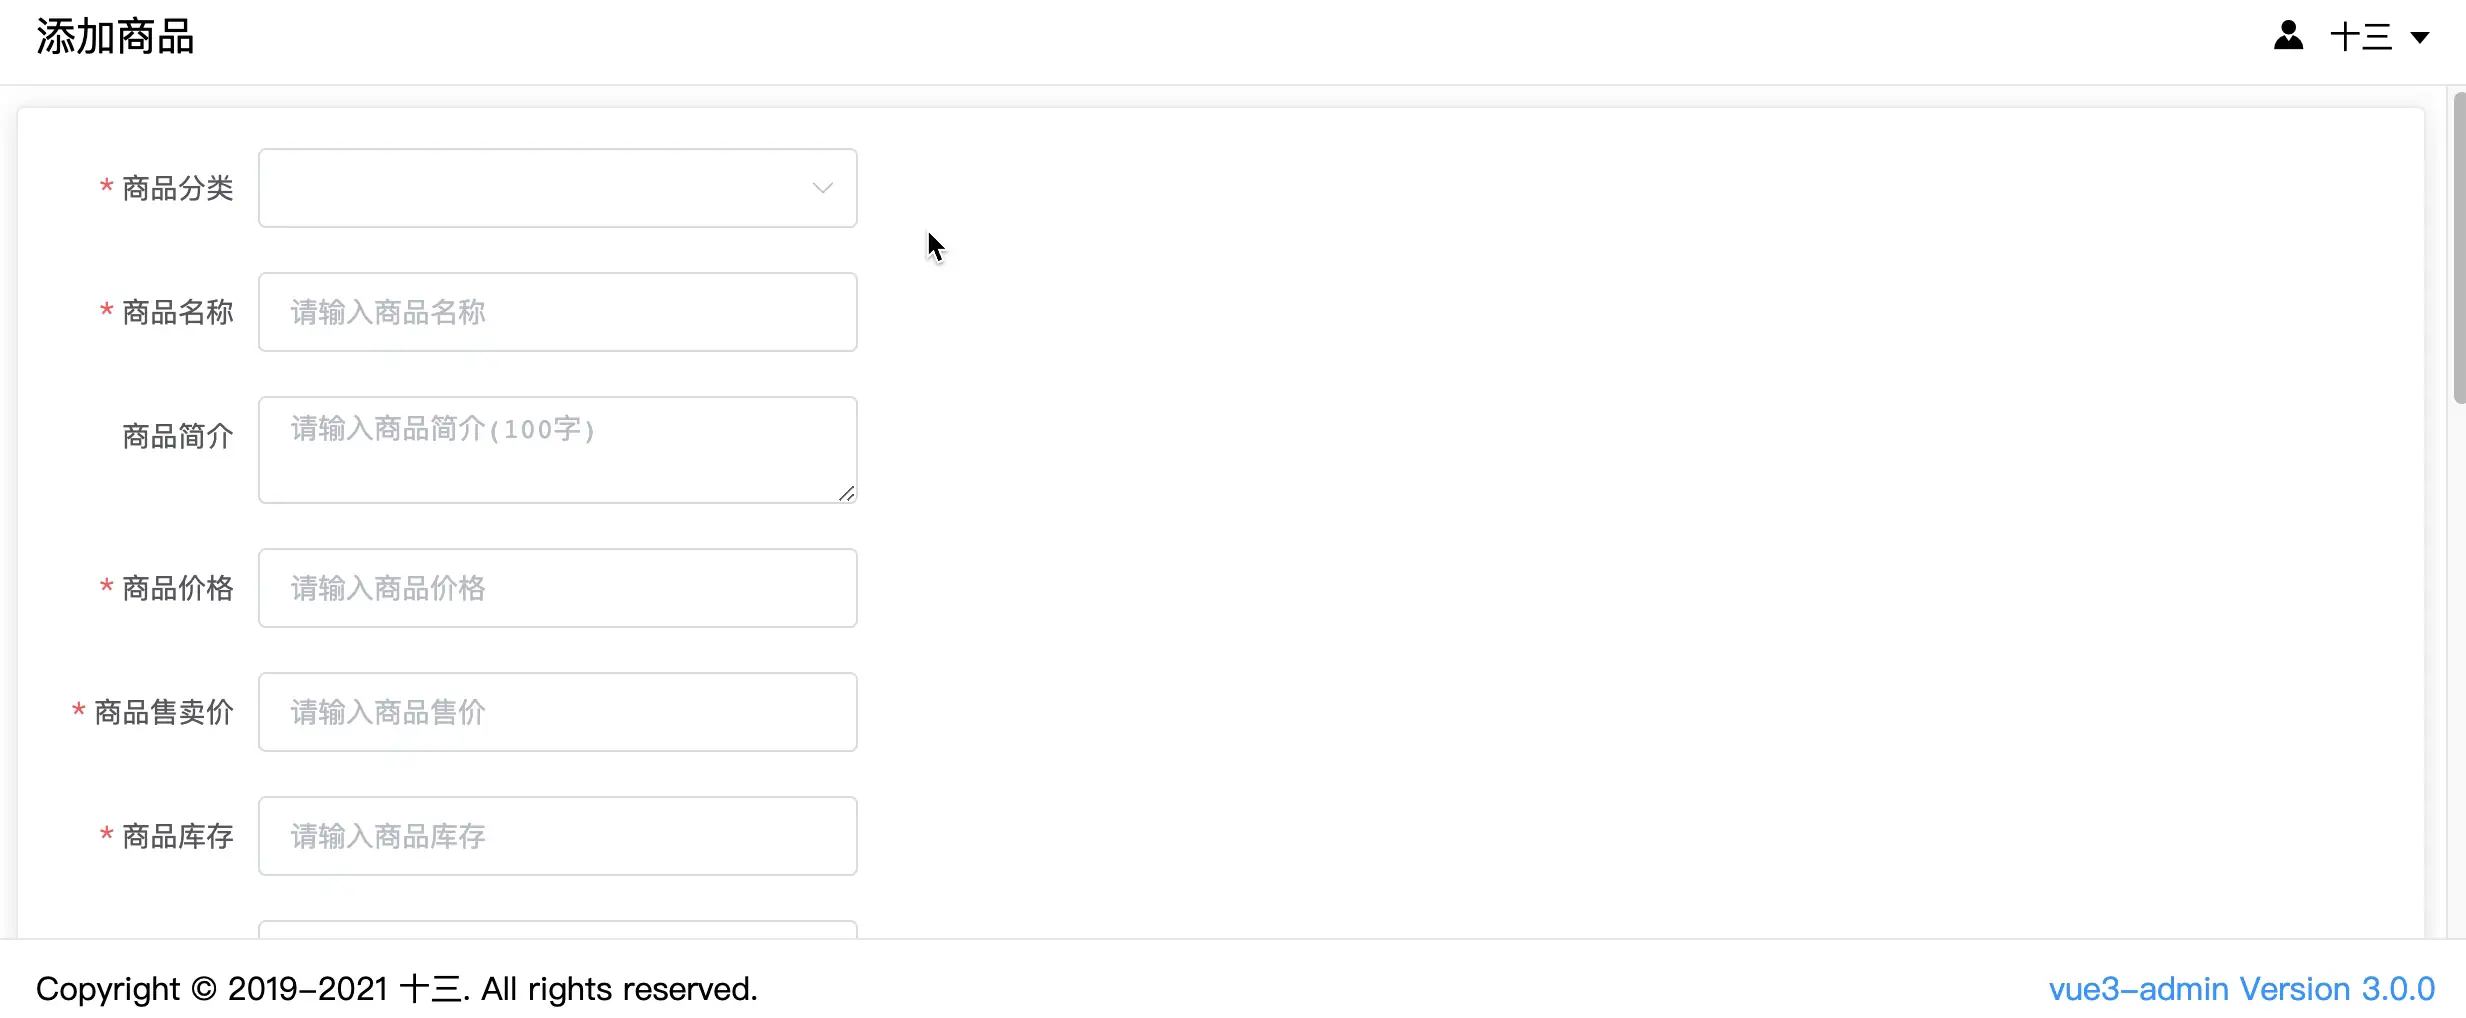 添加商品
十三
* 商品分类
* 商品名称 请输入商品名称
商品简介 请输入商品简介(100字)
* 商品价格 请输入商品价格
* 商品售卖价 请输入商品售价
* 商品库存 请输入商品库存
Copyright © 2019-2021 十三. All rights reserved.
vue3-admin Version 3.0.0